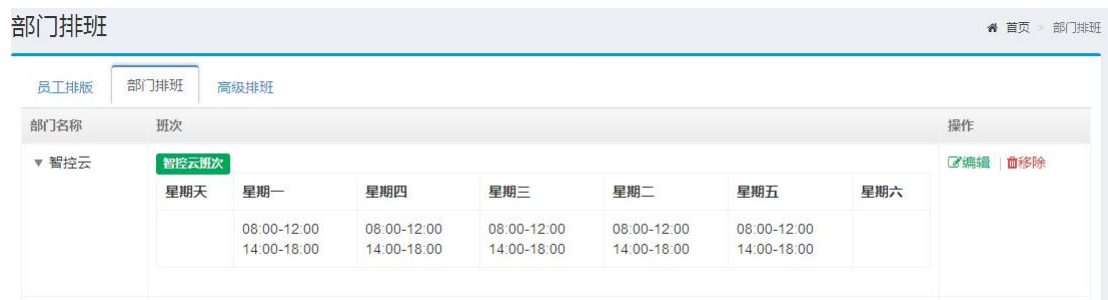 部门排班
首页 > 部门排班
员工排版 部门排班 高级排班
部门名称 班次 操作
智控云 智控云班次 编辑 | 移除
星期天 星期一 星期四 星期三 星期二 星期五 星期六
08:00-12:00 08:00-12:00 08:00-12:00 08:00-12:00 08:00-12:00
14:00-18:00 14:00-18:00 14:00-18:00 14:00-18:00 14:00-18:00